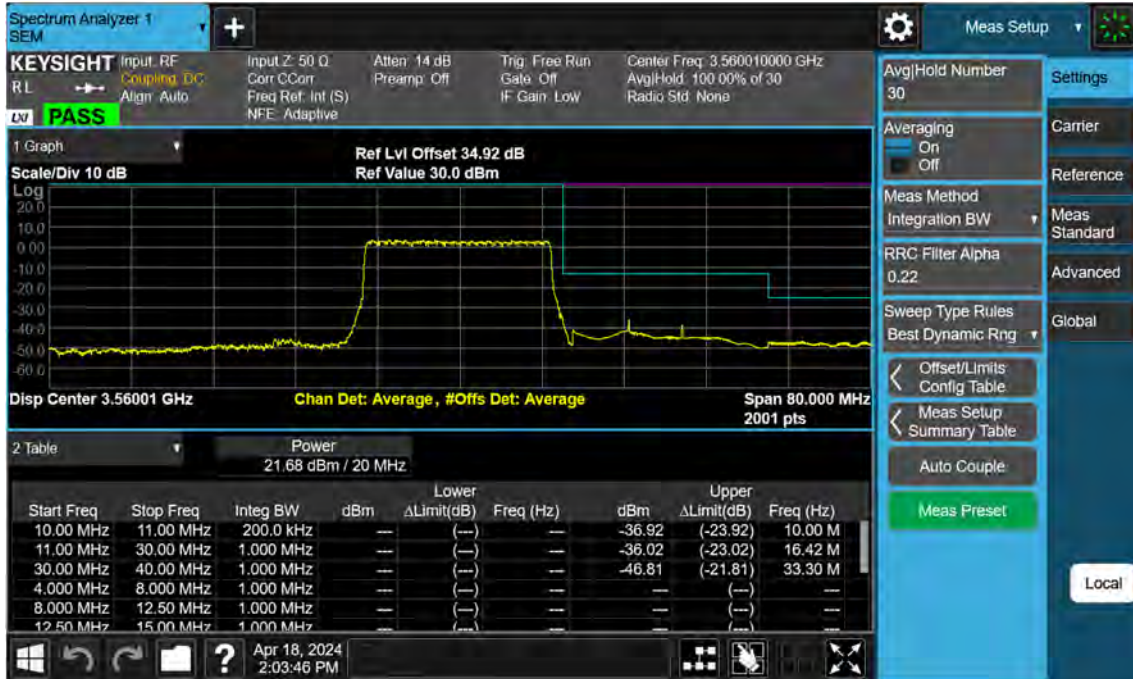 Spectrum Analyzer 1
SEM
+
Meas Setup
KEYSIGHT
RL
LXI
PASS
Input: RF
Coupling: DC
Align: Auto
Input Z: 50 Ω
Corr CCorr
Freq Ref: Int (S)
NFE: Adaptive
Atten: 14 dB
Preamp: Off
Trig: Free Run
Gate: Off
IF Gain: Low
Center Freq: 3.560010000 GHz
Avg|Hold: 100.00% of 30
Radio Std: None
1 Graph
Scale/Div 10 dB
Ref Lvl Offset 34.92 dB
Ref Value 30.0 dBm
Log
20.0
10.0
0.00
-10.0
-20.0
-30.0
-40.0
-50.0
-60.0
Disp Center 3.56001 GHz
Chan Det: Average, #Offs Det: Average
Span 80.000 MHz
2001 pts
2 Table
Power
21.68 dBm / 20 MHz
Lower Upper
Start Freq Stop Freq Integ BW dBm ΔLimit(dB) Freq (Hz) dBm ΔLimit(dB) Freq (Hz)
10.00 MHz 11.00 MHz 200.0 kHz --- (---) --- -36.92 (-23.92) 10.00 M
11.00 MHz 30.00 MHz 1.000 MHz --- (---) --- -36.02 (-23.02) 16.42 M
30.00 MHz 40.00 MHz 1.000 MHz --- (---) --- -46.81 (-21.81) 33.30 M
4.000 MHz 8.000 MHz 1.000 MHz --- (---) --- --- (---) ---
8.000 MHz 12.50 MHz 1.000 MHz --- (---) --- --- (---) ---
12.50 MHz 15.00 MHz 1.000 MHz --- (---) --- --- (---) ---
?
Apr 18, 2024
2:03:46 PM
Avg|Hold Number
30
Averaging
On
Off
Meas Method
Integration BW
RRC Filter Alpha
0.22
Sweep Type Rules
Best Dynamic Rng
Offset/Limits
Config Table
Meas Setup
Summary Table
Auto Couple
Meas Preset
Settings
Carrier
Reference
Meas
Standard
Advanced
Global
Local